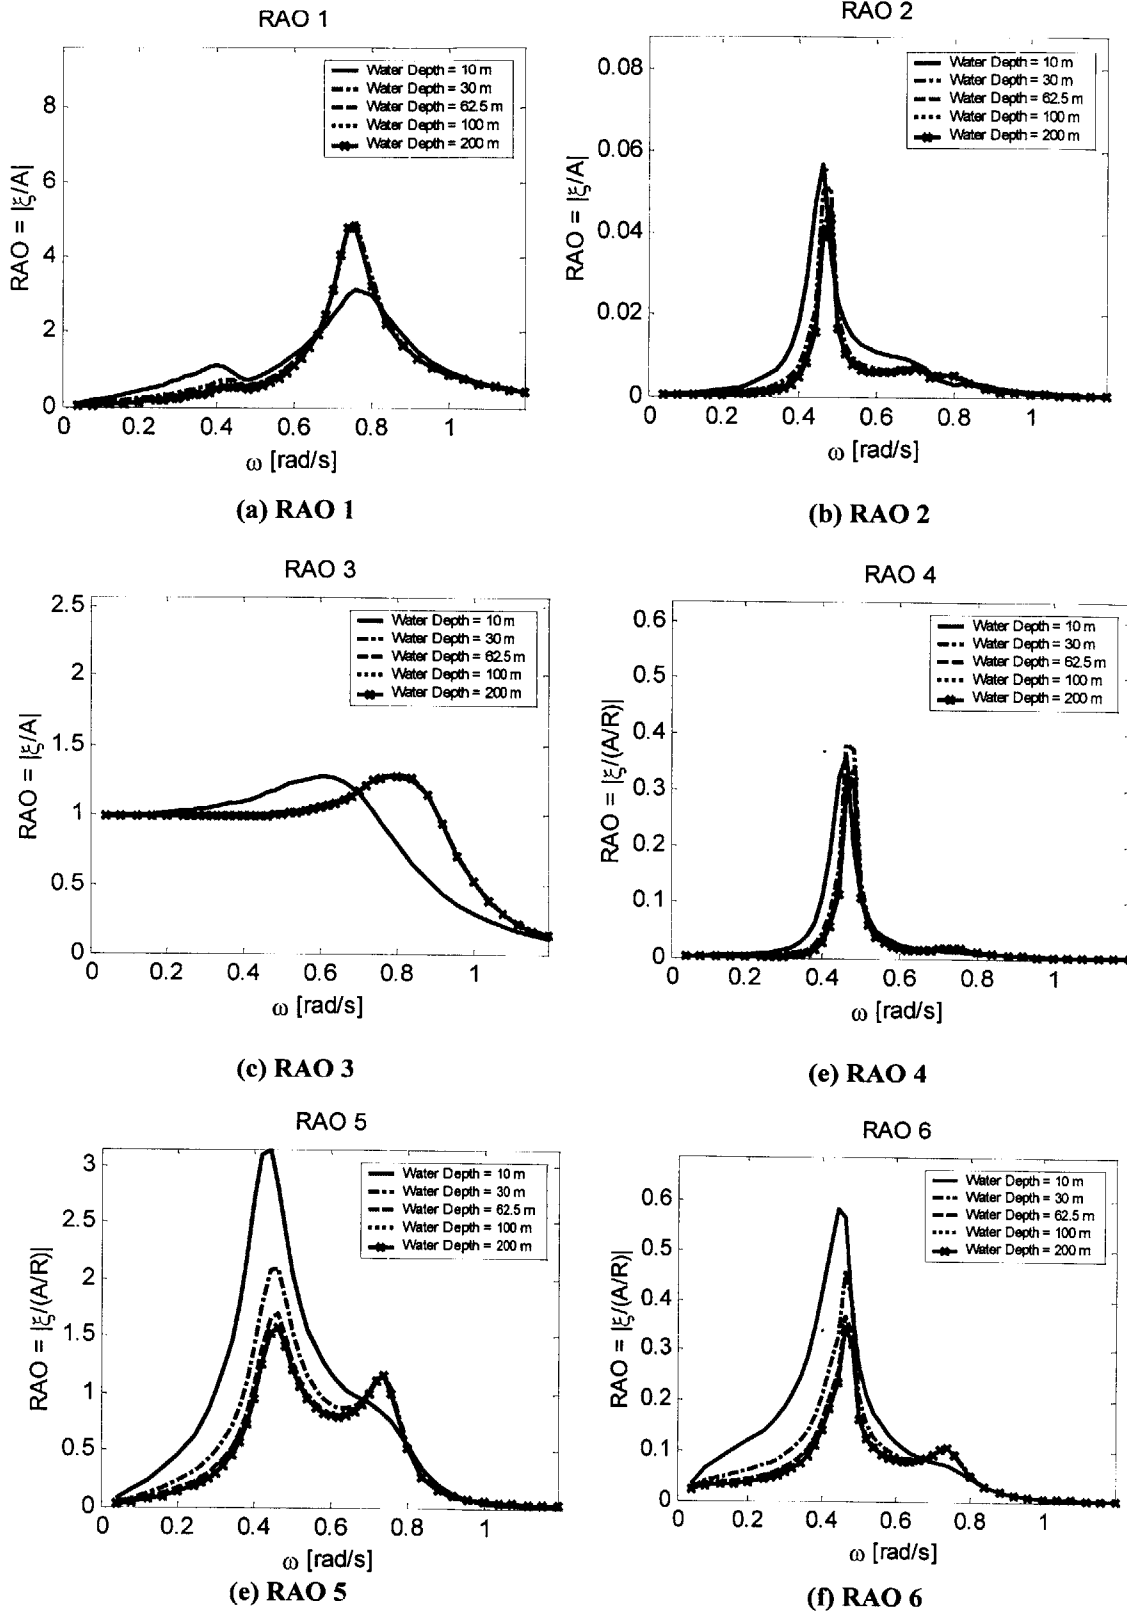 RAO 1
RAO = |ξ/A|
8
6
4
2
0
Water Depth = 10 m
Water Depth = 30 m
Water Depth = 62.5 m
Water Depth = 100 m
Water Depth = 200 m
0 0.2 0.4 0.6 0.8 1
ω [rad/s]
(a) RAO 1
RAO 2
RAO = |ξ/A|
0.08
0.06
0.04
0.02
0
Water Depth = 10 m
Water Depth = 30 m
Water Depth = 62.5 m
Water Depth = 100 m
Water Depth = 200 m
0 0.2 0.4 0.6 0.8 1
ω [rad/s]
(b) RAO 2
RAO 3
RAO = |ξ/A|
2.5
2
1.5
1
0.5
0
Water Depth = 10 m
Water Depth = 30 m
Water Depth = 62.5 m
Water Depth = 100 m
Water Depth = 200 m
0 0.2 0.4 0.6 0.8 1
ω [rad/s]
(c) RAO 3
RAO 4
RAO = |ξ/(A/R)|
0.6
0.5
0.4
0.3
0.2
0.1
0
Water Depth = 10 m
Water Depth = 30 m
Water Depth = 62.5 m
Water Depth = 100 m
Water Depth = 200 m
0 0.2 0.4 0.6 0.8 1
ω [rad/s]
(e) RAO 4
RAO 5
RAO = |ξ/(A/R)|
3
2.5
2
1.5
1
0.5
0
Water Depth = 10 m
Water Depth = 30 m
Water Depth = 62.5 m
Water Depth = 100 m
Water Depth = 200 m
0 0.2 0.4 0.6 0.8 1
ω [rad/s]
(e) RAO 5
RAO 6
RAO = |ξ/(A/R)|
0.6
0.5
0.4
0.3
0.2
0.1
0
Water Depth = 10 m
Water Depth = 30 m
Water Depth = 62.5 m
Water Depth = 100 m
Water Depth = 200 m
0 0.2 0.4 0.6 0.8 1
ω [rad/s]
(f) RAO 6